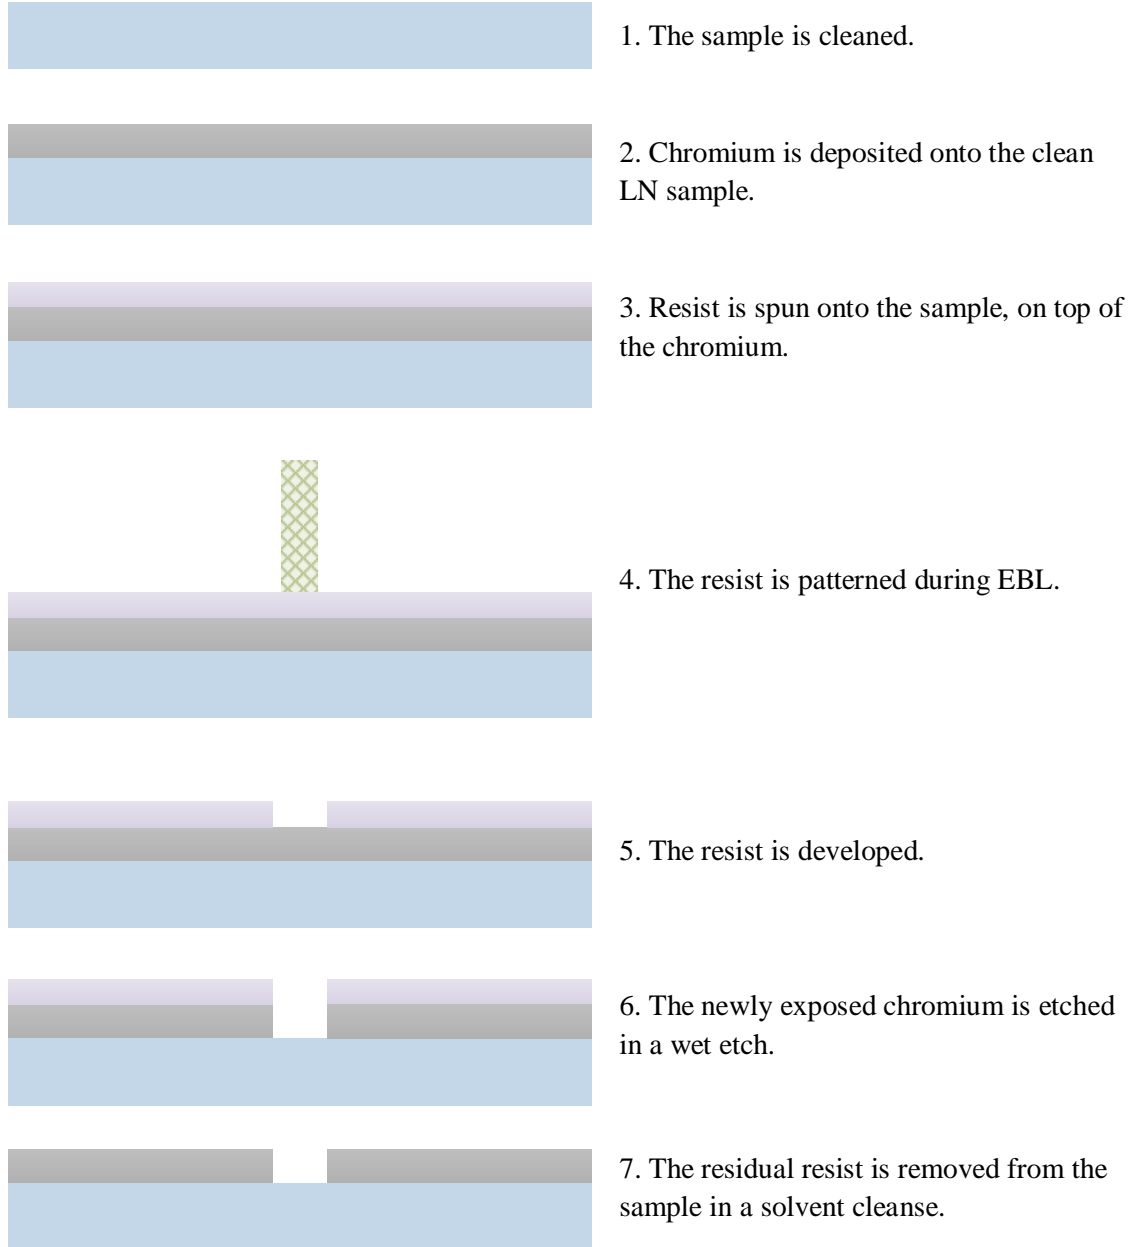 1. The sample is cleaned.
2. Chromium is deposited onto the clean
LN sample.
3. Resist is spun onto the sample, on top of
the chromium.
4. The resist is patterned during EBL.
5. The resist is developed.
6. The newly exposed chromium is etched
in a wet etch.
7. The residual resist is removed from the
sample in a solvent cleanse.